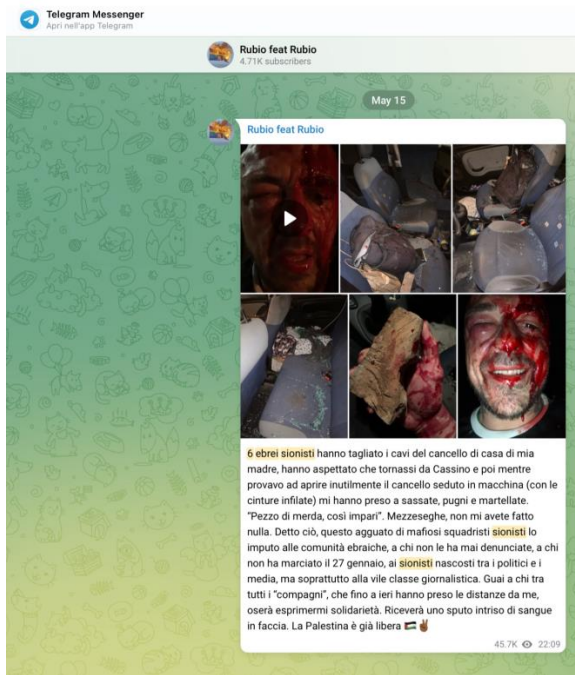 Telegram Messenger
Apri nell'app Telegram
Rubio feat Rubio
4.71K subscribers
May 15
Rubio feat Rubio
6 ebrei sionisti hanno tagliato i cavi del cancello di casa di mia
madre, hanno aspettato che tornassi da Cassino e poi mentre
provavo ad aprire inutilmente il cancello seduto in macchina (con le
cinture infilate) mi hanno preso a sassate, pugni e martellate.
"Pezzo di merda, così impari". Mezzeseghe, non mi avete fatto
nulla. Detto ciò, questo agguato di mafiosi squadristi sionisti lo
imputo alle comunità ebraiche, a chi non le ha mai denunciate, a chi
non ha marciato il 27 gennaio, ai sionisti nascosti tra i politici e i
media, ma soprattutto alla vile classe giornalistica. Guai a chi tra
tutti i "compagni", che fino a ieri hanno preso le distanze da me,
oserà esprimermi solidarietà. Riceverà uno sputo intriso di sangue
in faccia. La Palestina è già libera 🇵🇸✌🏾
45.7K 22:09